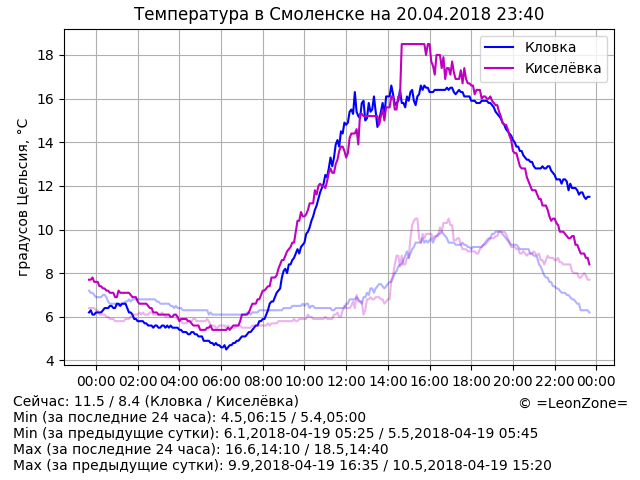 Температура в Смоленске на 20.04.2018 23:40
Кловка
Киселёвка
градусов Цельсия, °C
18
16
14
12
10
8
6
4
00:00 02:00 04:00 06:00 08:00 10:00 12:00 14:00 16:00 18:00 20:00 22:00 00:00
Сейчас: 11.5 / 8.4 (Кловка / Киселёвка)
© =LeonZone=
Min (за последние 24 часа): 4.5,06:15 / 5.4,05:00
Min (за предыдущие сутки): 6.1,2018-04-19 05:25 / 5.5,2018-04-19 05:45
Max (за последние 24 часа): 16.6,14:10 / 18.5,14:40
Max (за предыдущие сутки): 9.9,2018-04-19 16:35 / 10.5,2018-04-19 15:20